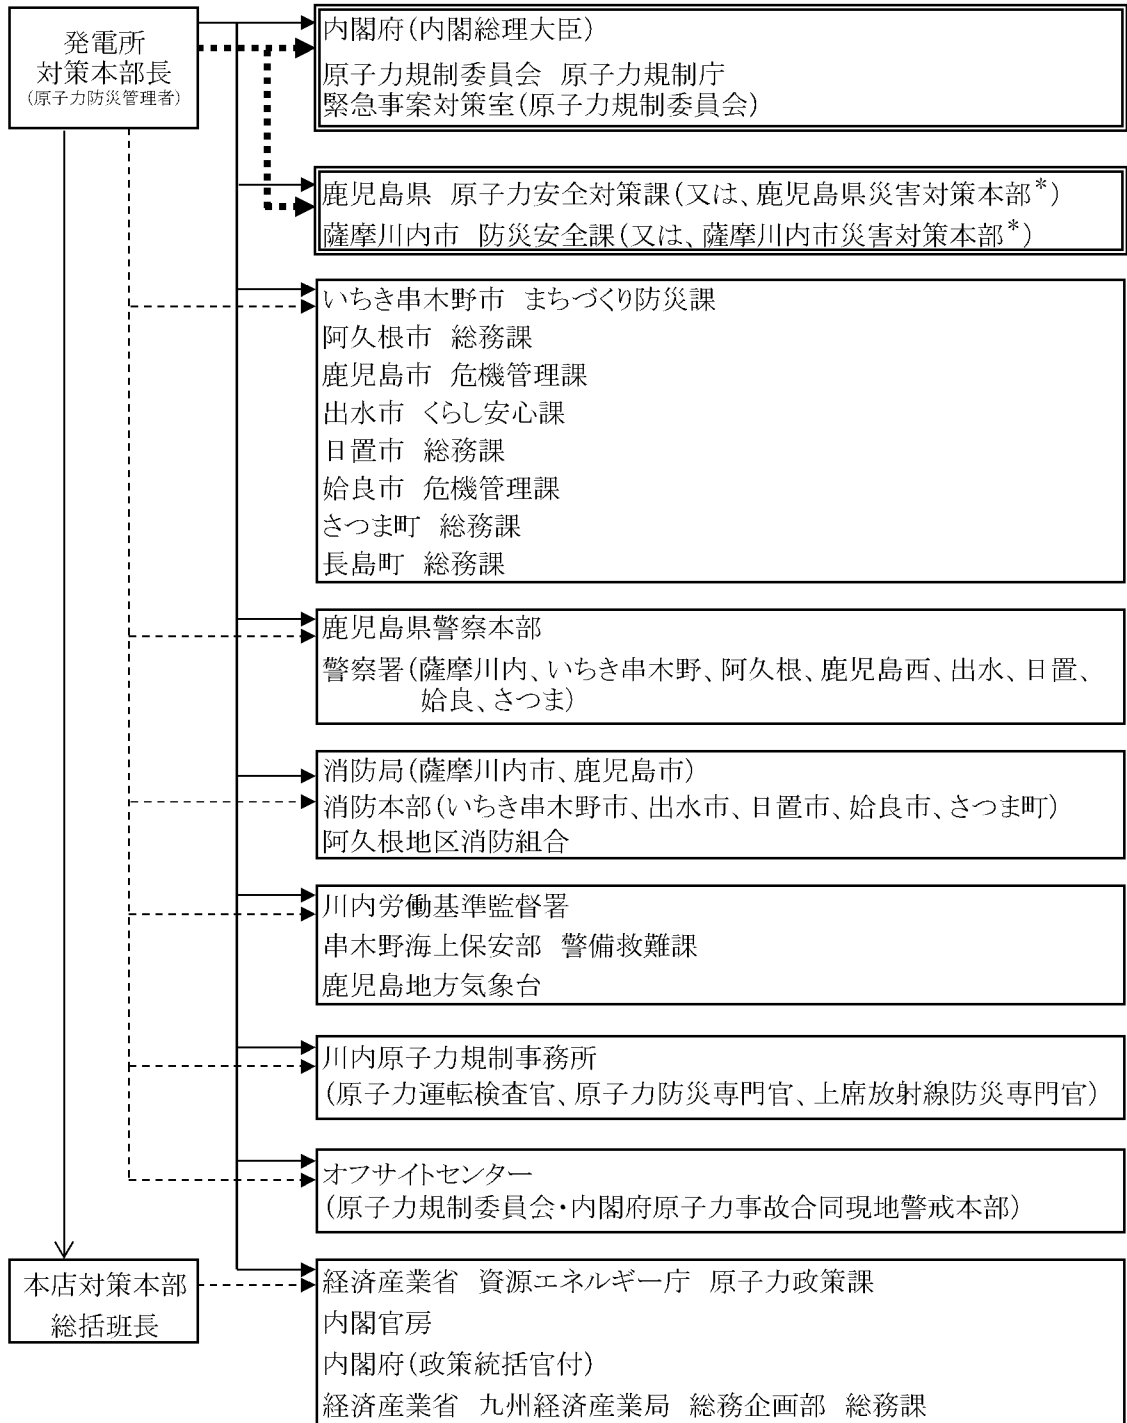 発電所
対策本部長
(原子力防災管理者)
内閣府(内閣総理大臣)
原子力規制委員会 原子力規制庁
緊急事案対策室(原子力規制委員会)
鹿児島県 原子力安全対策課(又は、鹿児島県災害対策本部*)
薩摩川内市 防災安全課(又は、薩摩川内市災害対策本部*)
いちき串木野市 まちづくり防災課
阿久根市 総務課
鹿児島市 危機管理課
出水市 くらし安心課
日置市 総務課
姶良市 危機管理課
さつま町 総務課
長島町 総務課
鹿児島県警察本部
警察署(薩摩川内、いちき串木野、阿久根、鹿児島西、出水、日置、
姶良、さつま)
消防局(薩摩川内市、鹿児島市)
消防本部(いちき串木野市、出水市、日置市、姶良市、さつま町)
阿久根地区消防組合
川内労働基準監督署
串木野海上保安部 警備救難課
鹿児島地方気象台
川内原子力規制事務所
(原子力運転検査官、原子力防災専門官、上席放射線防災専門官)
オフサイトセンター
(原子力規制委員会・内閣府原子力事故合同現地警戒本部)
本店対策本部
総括班長
経済産業省 資源エネルギー庁 原子力政策課
内閣官房
内閣府(政策統括官付)
経済産業省 九州経済産業局 総務企画部 総務課